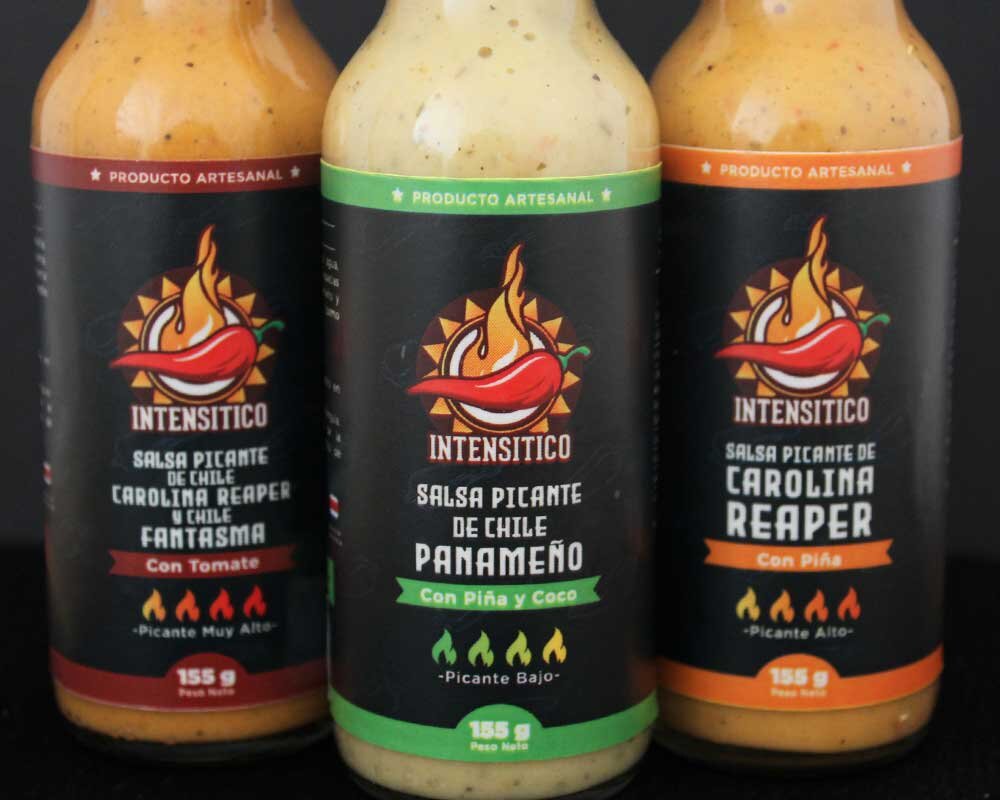 PRODUCTO ARTESANAL
INTENSITICO
SALSA PICANTE
DE CHILE
CAROLINA REAPER
Y CHILE
FANTASMA
Con Tomate
-Picante Muy Alto-
155 g
Peso Neto
PRODUCTO ARTESANAL
INTENSITICO
SALSA PICANTE
DE CHILE
PANAMEÑO
Con Piña y Coco
-Picante Bajo-
155 g
Peso Neto
PRODUCTO ARTESANAL
INTENSITICO
SALSA PICANTE DE
CAROLINA
REAPER
Con Piña
-Picante Alto-
155 g
Peso Neto